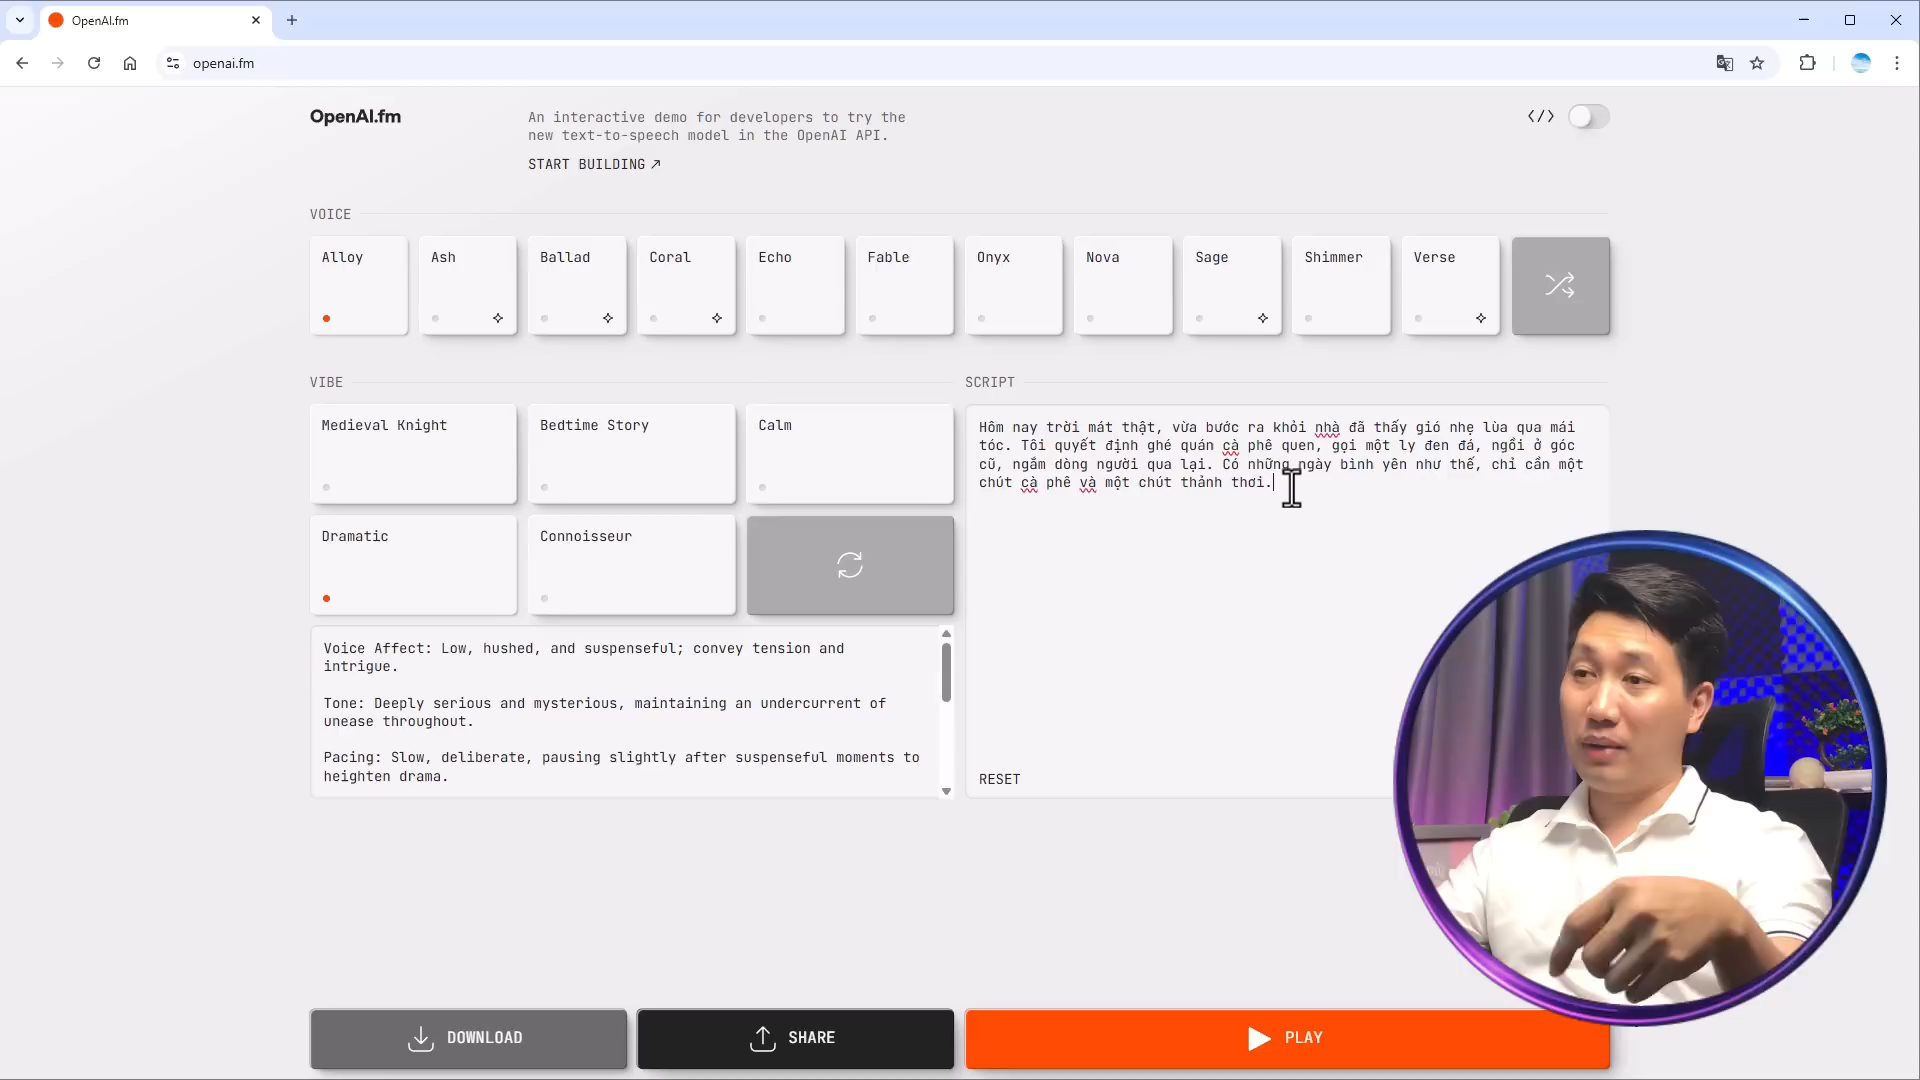 OpenAI.fm
openai.fm
OpenAI.fm
An interactive demo for developers to try the
new text-to-speech model in the OpenAI API.
START BUILDING
</>
VOICE
Alloy
Ash
Ballad
Coral
Echo
Fable
Onyx
Nova
Sage
Shimmer
Verse
VIBE
Medieval Knight
Bedtime Story
Calm
Dramatic
Connoisseur
Voice Affect: Low, hushed, and suspenseful; convey tension and
intrigue.
Tone: Deeply serious and mysterious, maintaining an undercurrent of
unease throughout.
Pacing: Slow, deliberate, pausing slightly after suspenseful moments to
heighten drama.
SCRIPT
Hôm nay trời mát thật, vừa bước ra khỏi nhà đã thấy gió nhẹ lùa qua mái
tóc. Tôi quyết định ghé quán cà phê quen, gọi một ly đen đá, ngồi ở góc
cũ, ngắm dòng người qua lại. Có những ngày bình yên như thế, chỉ cần một
chút cà phê và một chút thảnh thơi.
RESET
DOWNLOAD
SHARE
PLAY